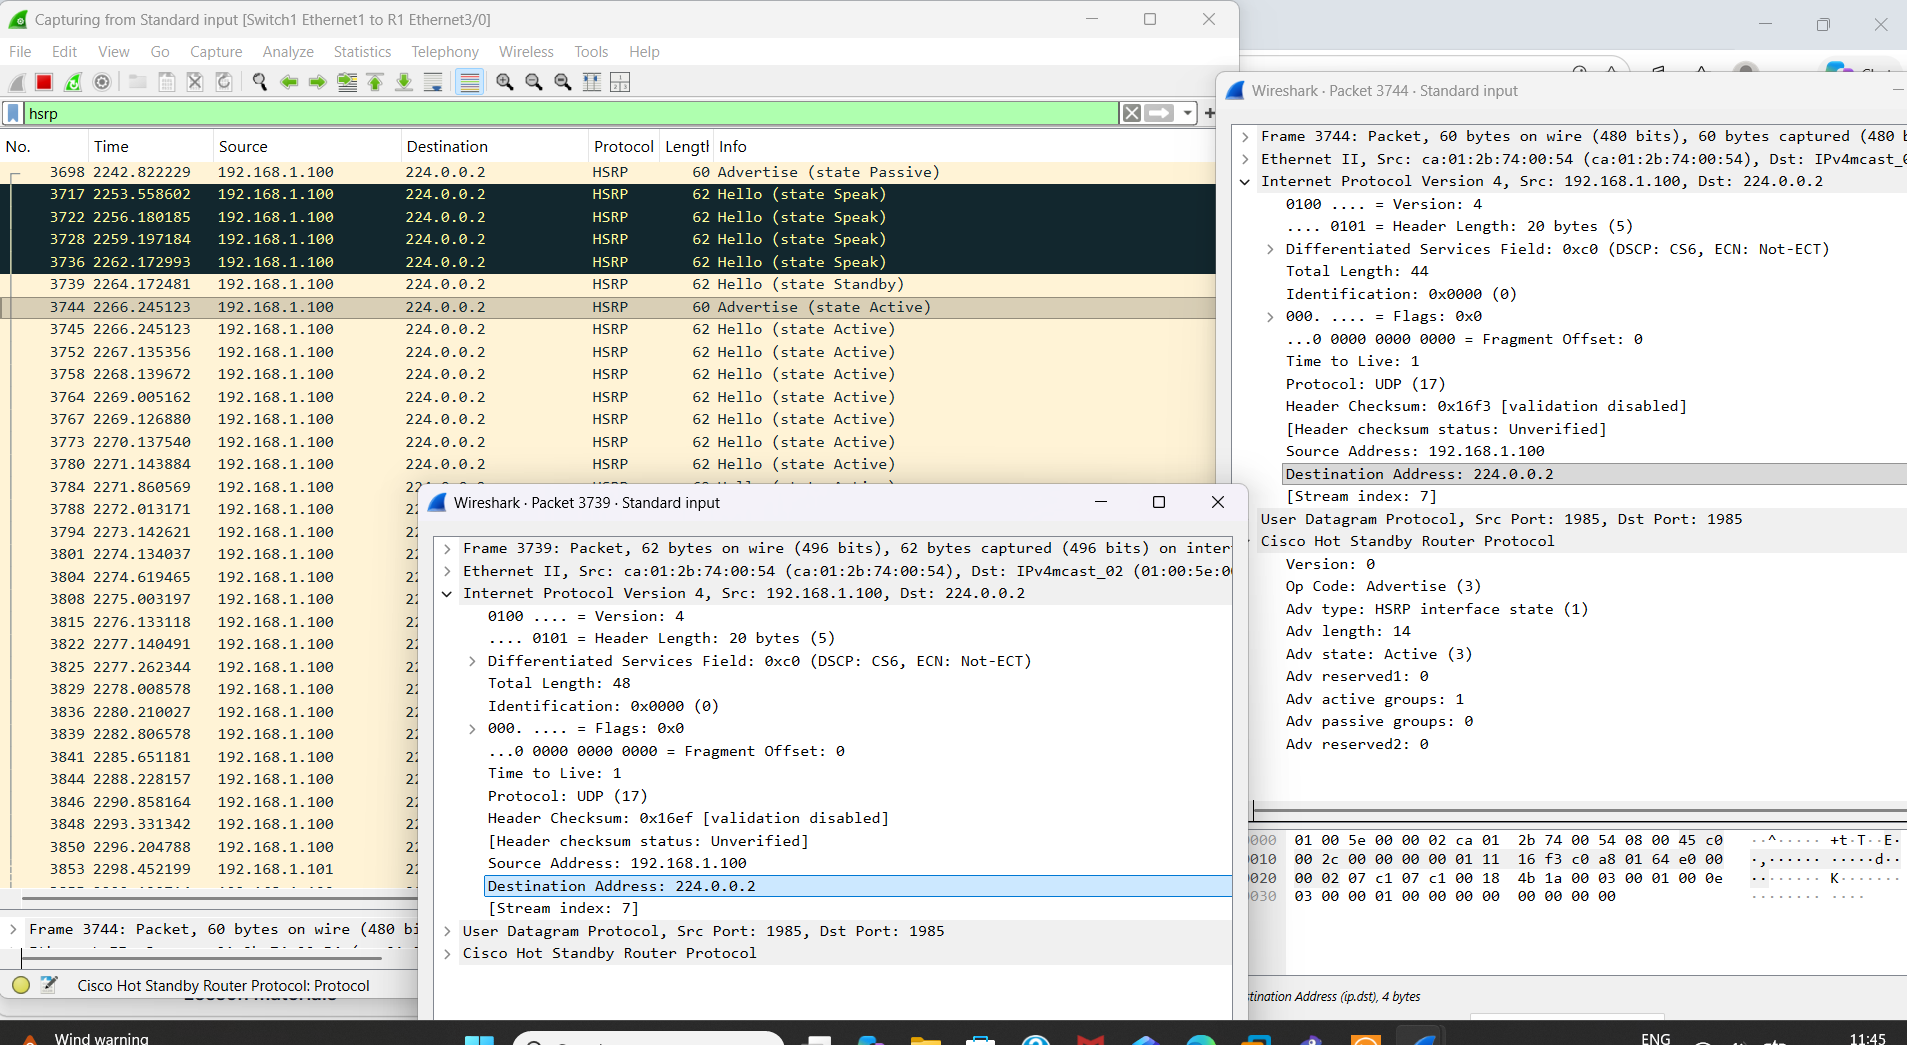 Capturing from Standard input [Switch1 Ethernet1 to R1 Ethernet3/0]
File Edit View Go Capture Analyze Statistics Telephony Wireless Tools Help
hsrp
No. Time Source Destination Protocol Length Info
3698 2242.822229 192.168.1.100 224.0.0.2 HSRP 60 Advertise (state Passive)
3717 2253.558602 192.168.1.100 224.0.0.2 HSRP 62 Hello (state Speak)
3722 2256.180185 192.168.1.100 224.0.0.2 HSRP 62 Hello (state Speak)
3728 2259.197184 192.168.1.100 224.0.0.2 HSRP 62 Hello (state Speak)
3736 2262.172993 192.168.1.100 224.0.0.2 HSRP 62 Hello (state Speak)
3739 2264.172481 192.168.1.100 224.0.0.2 HSRP 62 Hello (state Standby)
3744 2266.245123 192.168.1.100 224.0.0.2 HSRP 60 Advertise (state Active)
3745 2266.245123 192.168.1.100 224.0.0.2 HSRP 62 Hello (state Active)
3752 2267.135356 192.168.1.100 224.0.0.2 HSRP 62 Hello (state Active)
3758 2268.139672 192.168.1.100 224.0.0.2 HSRP 62 Hello (state Active)
3764 2269.005162 192.168.1.100 224.0.0.2 HSRP 62 Hello (state Active)
3767 2269.126880 192.168.1.100 224.0.0.2 HSRP 62 Hello (state Active)
3773 2270.137540 192.168.1.100 224.0.0.2 HSRP 62 Hello (state Active)
3780 2271.143884 192.168.1.100 224.0.0.2 HSRP 62 Hello (state Active)
3784 2271.860569 192.168.1.100
3788 2272.013171 192.168.1.100
3794 2273.142621 192.168.1.100
3801 2274.134037 192.168.1.100
3804 2274.619465 192.168.1.100
3808 2275.003197 192.168.1.100
3815 2276.133118 192.168.1.100
3822 2277.140491 192.168.1.100
3825 2277.262344 192.168.1.100
3829 2278.008578 192.168.1.100
3836 2280.210027 192.168.1.100
3839 2282.806578 192.168.1.100
3841 2285.651181 192.168.1.100
3844 2288.228157 192.168.1.100
3846 2290.858164 192.168.1.100
3848 2293.331342 192.168.1.100
3850 2296.204788 192.168.1.100
3853 2298.452199 192.168.1.101
Frame 3744: Packet, 60 bytes on wire (480 bi
Cisco Hot Standby Router Protocol: Protocol
Wireshark · Packet 3739 · Standard input
Frame 3739: Packet, 62 bytes on wire (496 bits), 62 bytes captured (496 bits) on inter
Ethernet II, Src: ca:01:2b:74:00:54 (ca:01:2b:74:00:54), Dst: IPv4mcast_02 (01:00:5e:00
Internet Protocol Version 4, Src: 192.168.1.100, Dst: 224.0.0.2
0100 .... = Version: 4
.... 0101 = Header Length: 20 bytes (5)
Differentiated Services Field: 0xc0 (DSCP: CS6, ECN: Not-ECT)
Total Length: 48
Identification: 0x0000 (0)
000. .... = Flags: 0x0
...0 0000 0000 0000 = Fragment Offset: 0
Time to Live: 1
Protocol: UDP (17)
Header Checksum: 0x16ef [validation disabled]
[Header checksum status: Unverified]
Source Address: 192.168.1.100
Destination Address: 224.0.0.2
[Stream index: 7]
User Datagram Protocol, Src Port: 1985, Dst Port: 1985
Cisco Hot Standby Router Protocol
Wireshark · Packet 3744 · Standard input
Frame 3744: Packet, 60 bytes on wire (480 bits), 60 bytes captured (480 b
Ethernet II, Src: ca:01:2b:74:00:54 (ca:01:2b:74:00:54), Dst: IPv4mcast_0
Internet Protocol Version 4, Src: 192.168.1.100, Dst: 224.0.0.2
0100 .... = Version: 4
.... 0101 = Header Length: 20 bytes (5)
Differentiated Services Field: 0xc0 (DSCP: CS6, ECN: Not-ECT)
Total Length: 44
Identification: 0x0000 (0)
000. .... = Flags: 0x0
...0 0000 0000 0000 = Fragment Offset: 0
Time to Live: 1
Protocol: UDP (17)
Header Checksum: 0x16f3 [validation disabled]
[Header checksum status: Unverified]
Source Address: 192.168.1.100
Destination Address: 224.0.0.2
[Stream index: 7]
User Datagram Protocol, Src Port: 1985, Dst Port: 1985
Cisco Hot Standby Router Protocol
Version: 0
Op Code: Advertise (3)
Adv type: HSRP interface state (1)
Adv length: 14
Adv state: Active (3)
Adv reserved1: 0
Adv active groups: 1
Adv passive groups: 0
Adv reserved2: 0
0000 01 00 5e 00 00 02 ca 01 2b 74 00 54 08 00 45 c0 ··^····· +t·T··E·
0010 00 2c 00 00 00 00 01 11 16 f3 c0 a8 01 64 e0 00 ·,······ ·····d··
0020 00 02 07 c1 07 c1 00 18 4b 1a 00 03 00 01 00 0e ········ K·······
0030 03 00 00 01 00 00 00 00 00 00 00 00 ········ ····
tination Address (ip.dst), 4 bytes
Wind warning
ENG
11:45